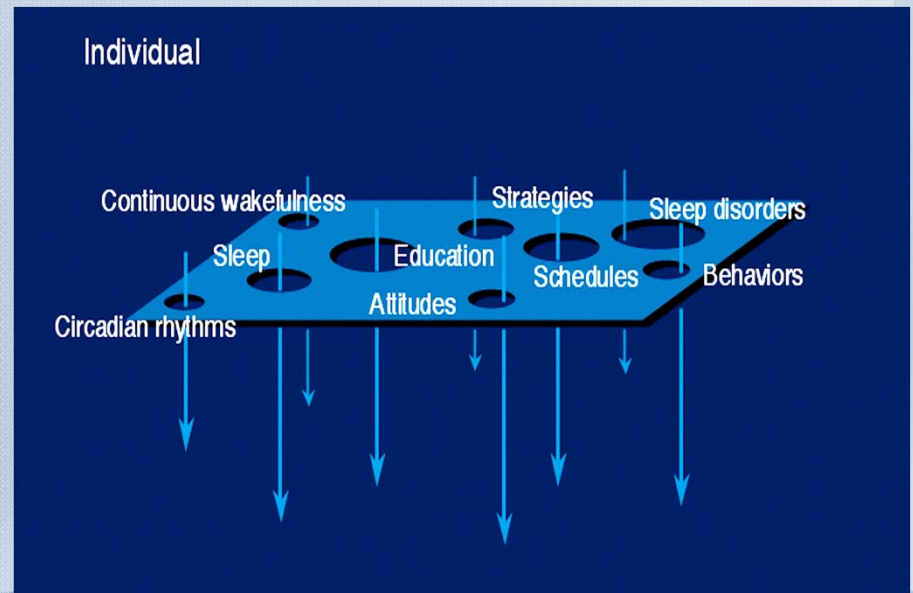 Individual
Continuous wakefulness
Strategies
Sleep disorders
Sleep
Education
Schedules
Behaviors
Attitudes
Circadian rhythms